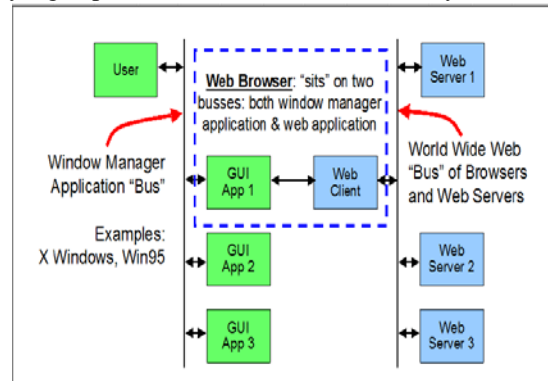 User
Web Browser: “sits” on two
busses: both window manager
application & web application
Web
Server 1
Window Manager
Application “Bus”
GUI
App 1
Web
Client
World Wide Web
“Bus” of Browsers
and Web Servers
Examples:
X Windows, Win95
GUI
App 2
Web
Server 2
GUI
App 3
Web
Server 3